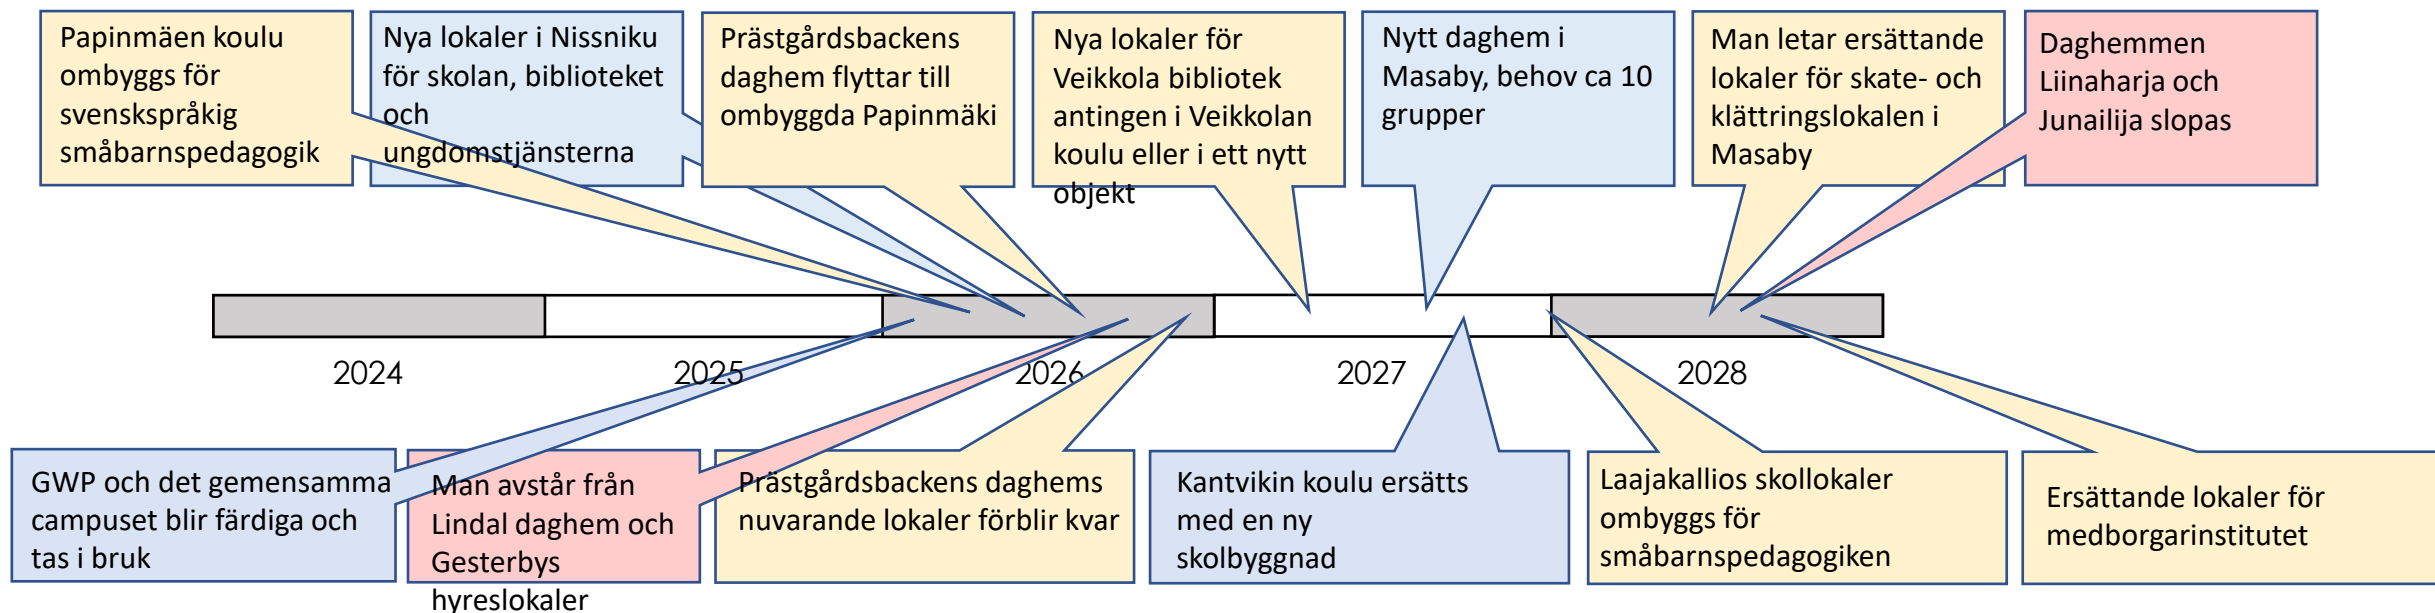 Papinmäen koulu
ombyggs för
svenskspråkig
småbarnspedagogik
Nya lokaler i Nissniku
för skolan, biblioteket
och
ungdomstjänsterna
Prästgårdsbackens
daghem flyttar till
ombyggda Papinmäki
Nya lokaler för
Veikkola bibliotek
antingen i Veikkolan
koulu eller i ett nytt
objekt
Nytt daghem i
Masaby, behov ca 10
grupper
Man letar ersättande
lokaler för skate- och
klättringslokalen i
Masaby
Daghemmen
Liinaharja och
Junailija slopas
2024
2025
2026
2027
2028
GWP och det gemensamma
campuset blir färdiga och
tas i bruk
Man avstår från
Lindal daghem och
Gesterbys
hyreslokaler
Prästgårdsbackens daghems
nuvarande lokaler förblir kvar
Kantvikin koulu ersätts
med en ny
skolbyggnad
Laajakallios skollokaler
ombyggs för
småbarnspedagogiken
Ersättande lokaler för
medborgarinstitutet